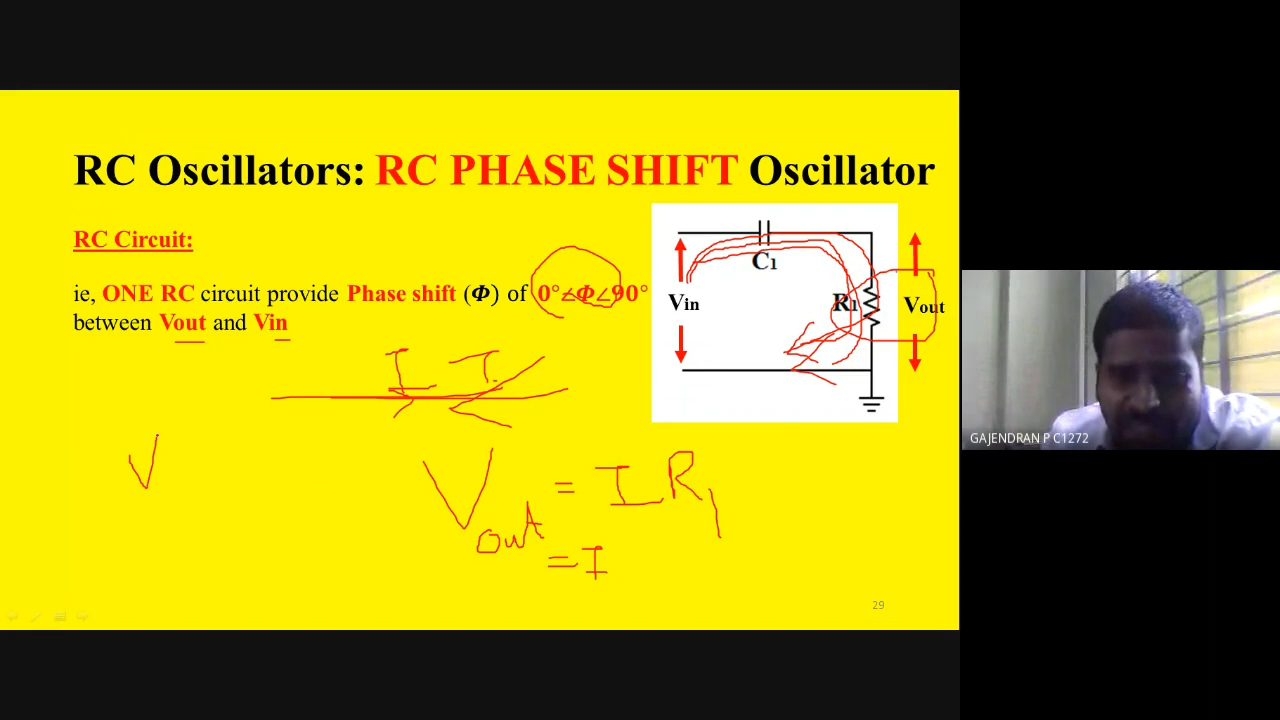 RC Oscillators: RC PHASE SHIFT Oscillator
RC Circuit:
ie, ONE RC circuit provide Phase shift (Φ) of 0°∠Φ∠90°
between Vout and Vin
C1
Vin
R1
Vout
I
V
Vout = IR1
= I
29
GAJENDRAN P C1272